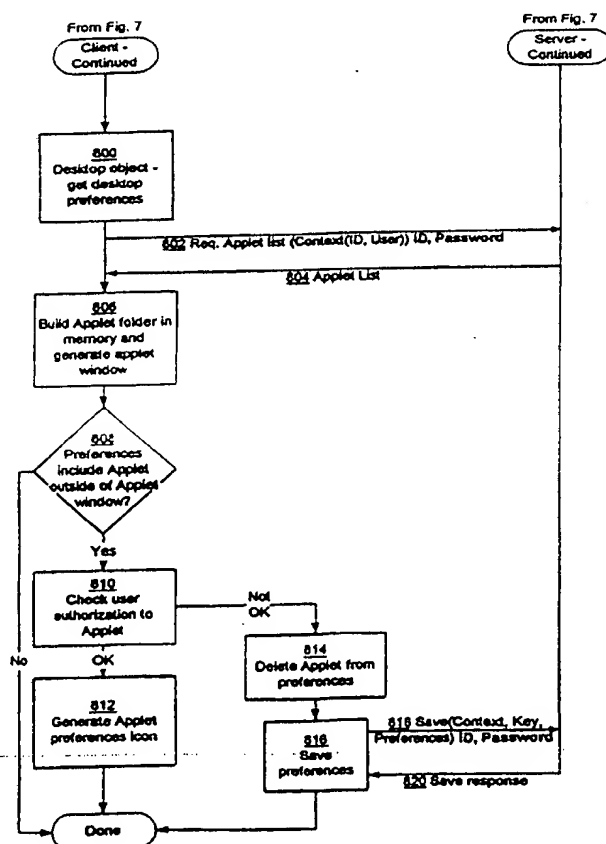 From Fig. 7
Client -
Continued
From Fig. 7
Server -
Continued
800
Desktop object -
get desktop
preferences
802 Req. Applet list (Context(ID, User)) ID, Password
804 Applet List
806
Build Applet folder in
memory and
generate applet
window
808
Preferences
include Applet
outside of Applet
window?
Yes
No
810
Check user
authorization to
Applet
Not
OK
OK
814
Delete Applet from
preferences
812
Generate Applet
preferences Icon
816
Save
preferences
818 Save(Context, Key,
Preferences) ID, Password
820 Save response
Done